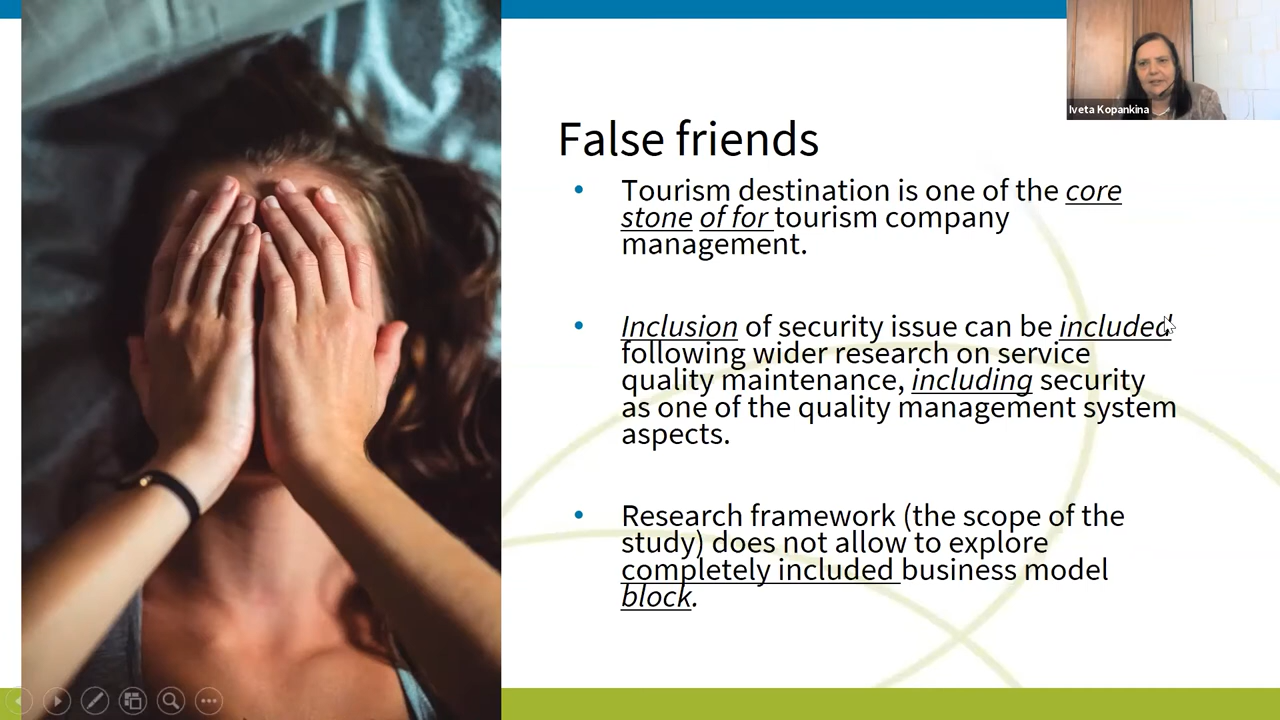 Iveta Kopankina
False friends
• Tourism destination is one of the core
stone of for tourism company
management.
• Inclusion of security issue can be included
following wider research on service
quality maintenance, including security
as one of the quality management system
aspects.
• Research framework (the scope of the
study) does not allow to explore
completely included business model
block.